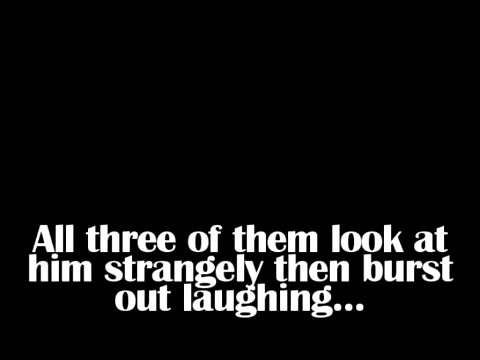 All three of them look at
him strangely then burst
out laughing...